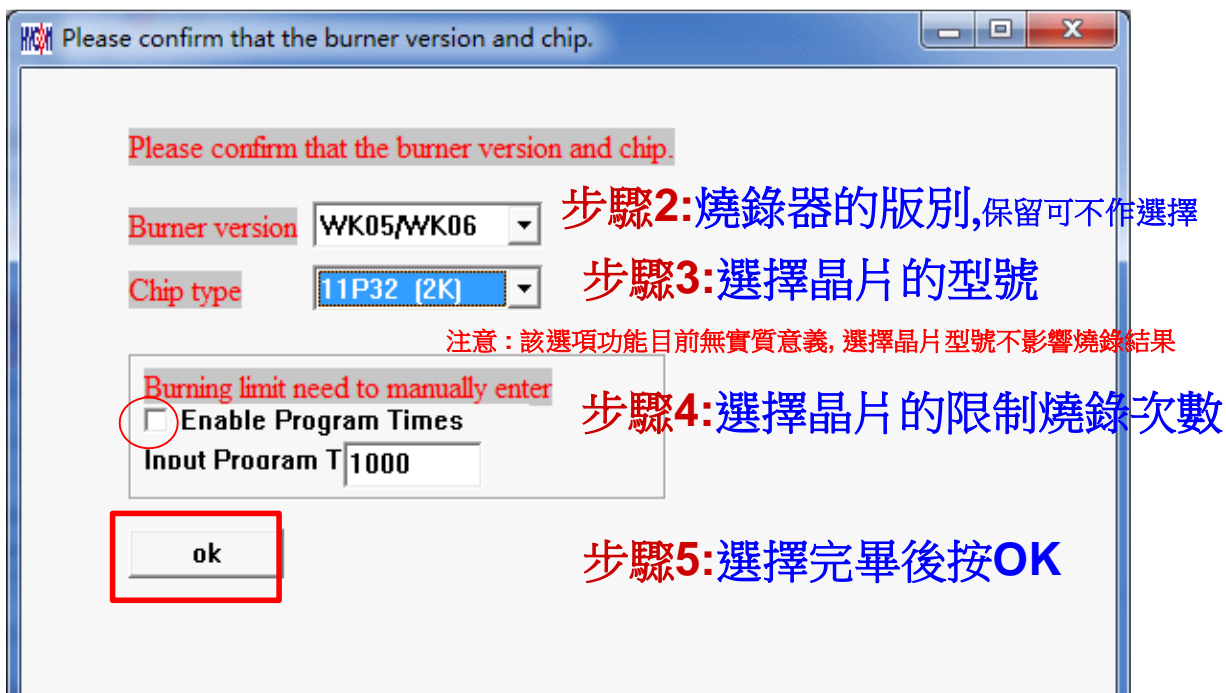 Please confirm that the burner version and chip.
Please confirm that the burner version and chip.
Burner version WK05/WK06 步驟2:燒錄器的版別,保留可不作選擇
Chip type 11P32 (2K) 步驟3:選擇晶片的型號
注意 : 該選項功能目前無實質意義, 選擇晶片型號不影響燒錄結果
Burning limit need to manually enter
Enable Program Times 步驟4:選擇晶片的限制燒錄次數
Input Program T 1000
ok 步驟5:選擇完畢後按OK